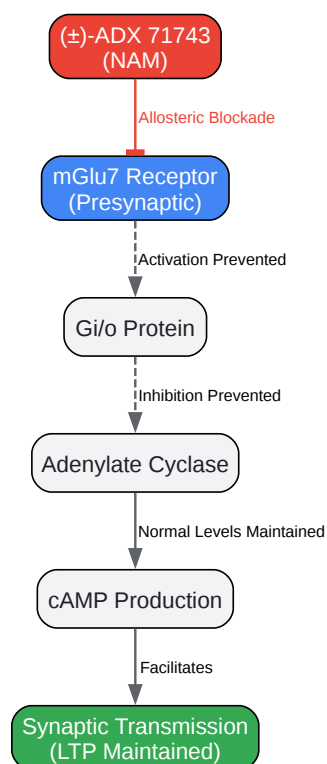 (±)-ADX 71743
(NAM)
Allosteric Blockade
mGlu7 Receptor
(Presynaptic)
Activation Prevented
Gi/o Protein
Inhibition Prevented
Adenylate Cyclase
Normal Levels Maintained
cAMP Production
Facilitates
Synaptic Transmission
(LTP Maintained)